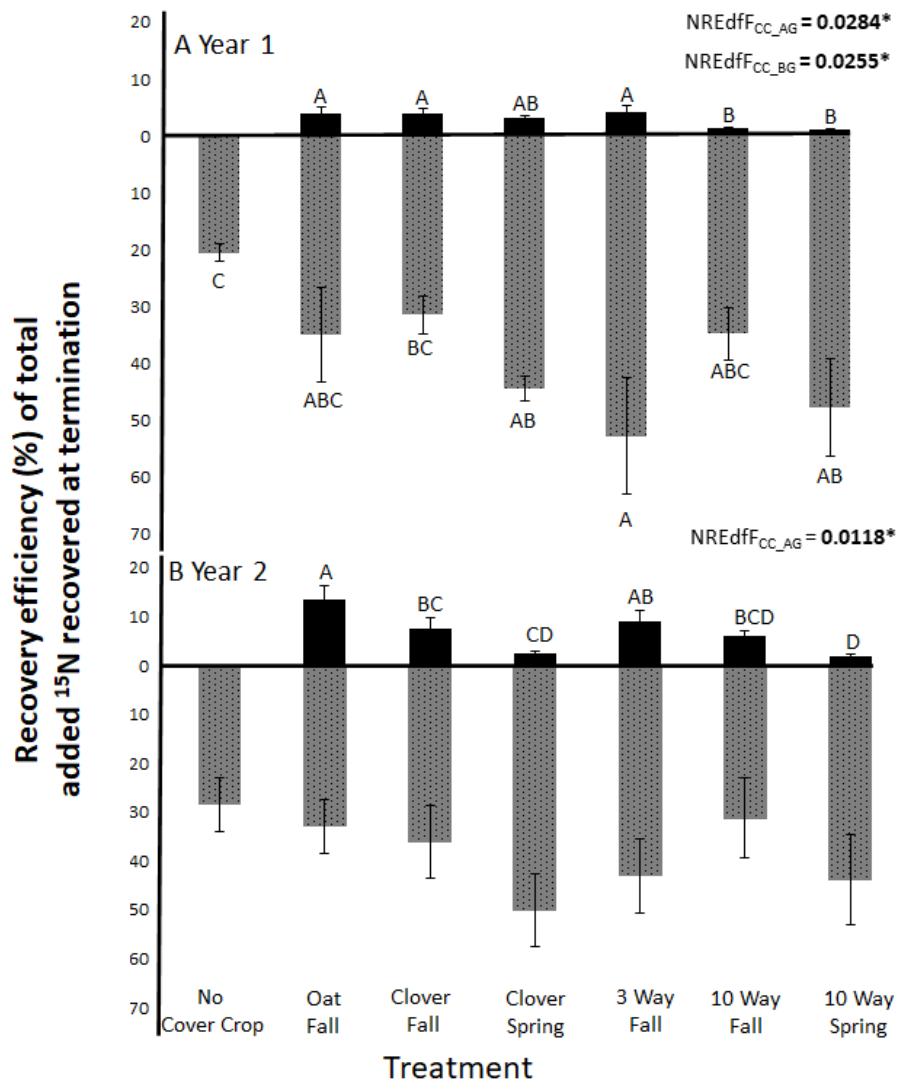 20
A Year 1
NREdfF_CC_AG = 0.0284*
NREdfF_CC_BG = 0.0255*
10
A
A
AB
A
B
B
0
10
20
C
30
BC
40
ABC
ABC
50
AB
AB
60
A
70
NREdfF_CC_AG = 0.0118*
B Year 2
20
A
BC
CD
AB
BCD
D
10
0
10
20
30
40
50
60
70
No Cover Crop
Oat Fall
Clover Fall
Clover Spring
3 Way Fall
10 Way Fall
10 Way Spring
Treatment
Recovery efficiency (%) of total
added ¹⁵N recovered at termination